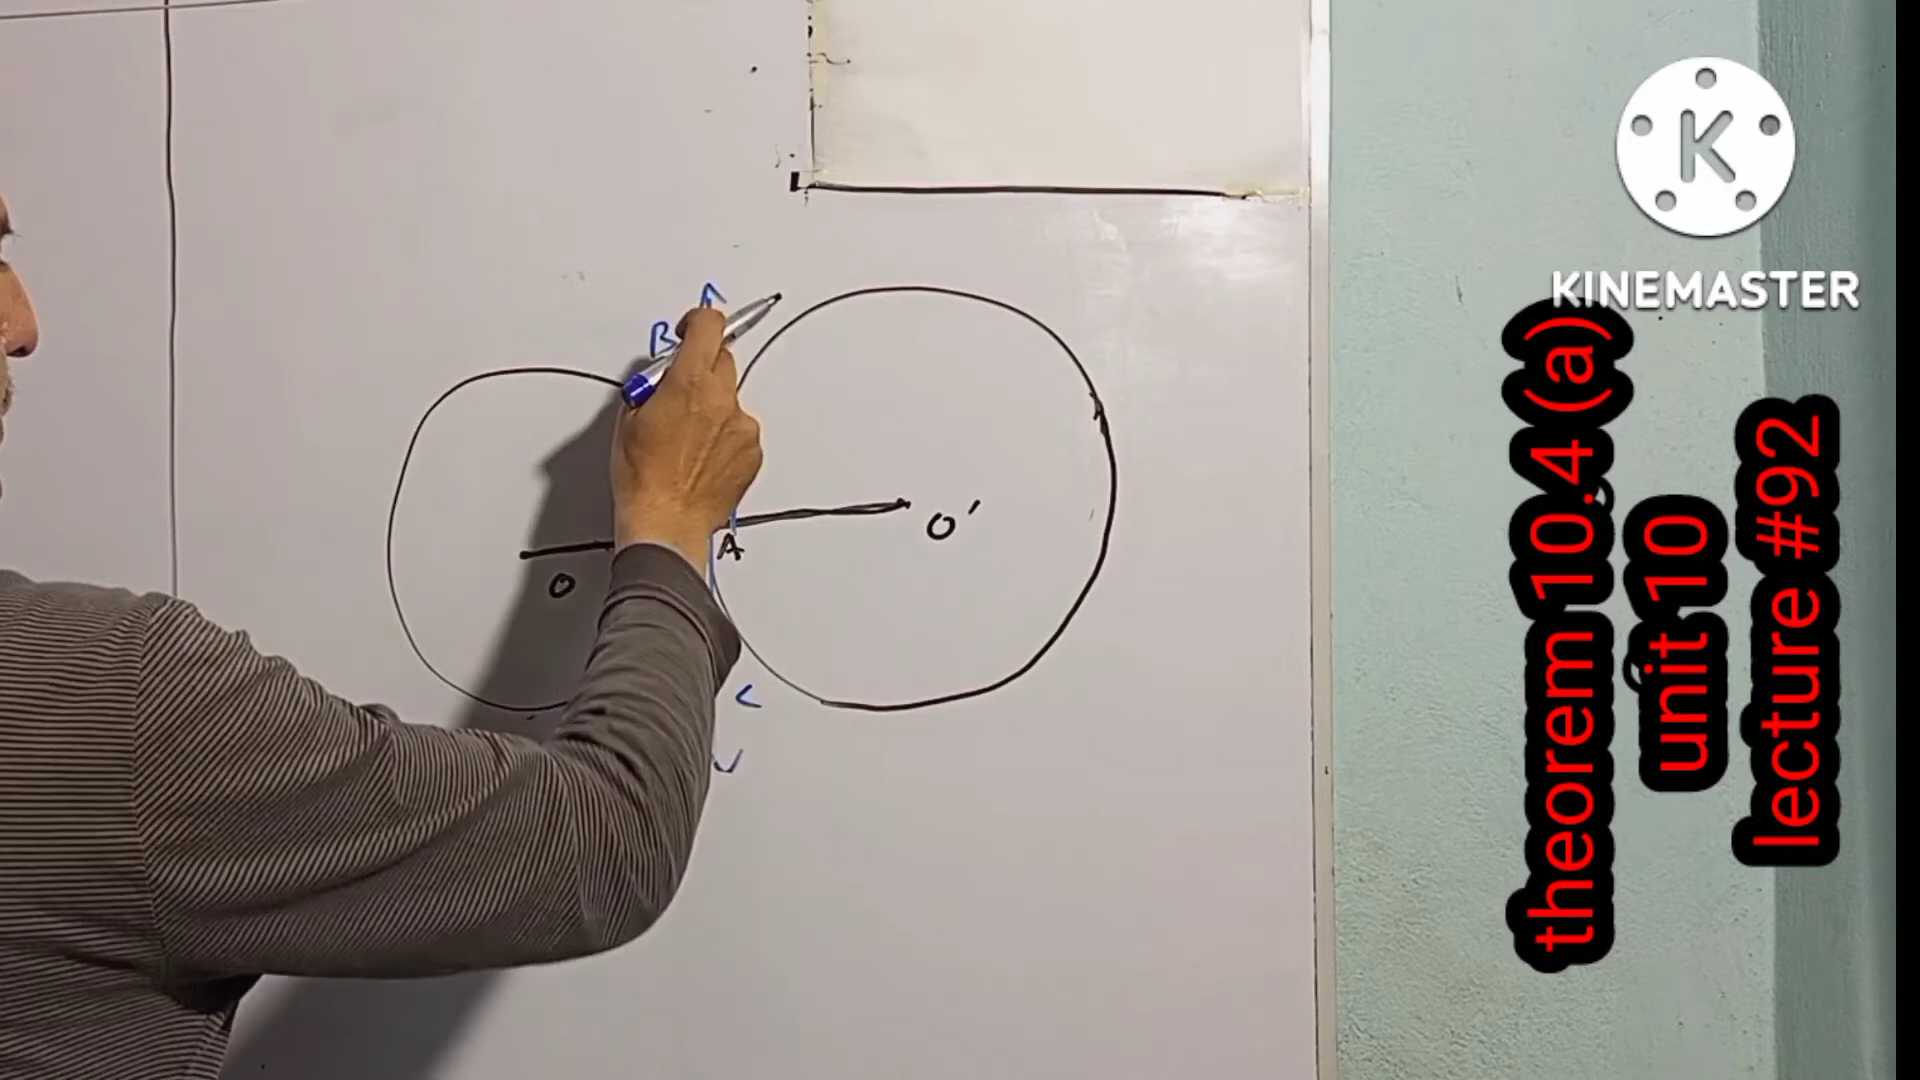 B
A
O'
O
C
K
KINEMASTER
theorem 10.4 (a)
unit 10
lecture #92